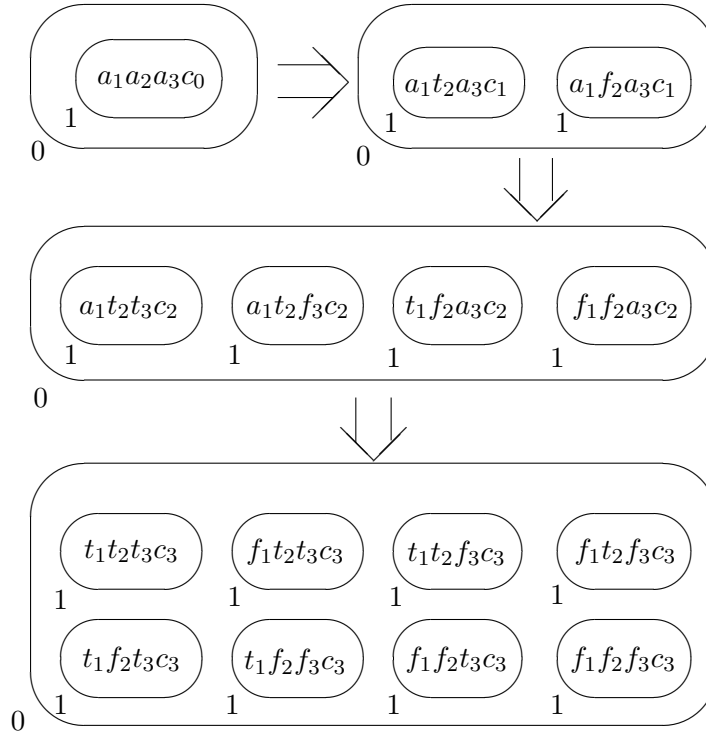 a₁a₂a₃c₀ a₁t₂a₃c₁ a₁f₂a₃c₁
1 1 1
0 0
a₁t₂t₃c₂ a₁t₂f₃c₂ t₁f₂a₃c₂ f₁f₂a₃c₂
1 1 1 1
0
t₁t₂t₃c₃ f₁t₂t₃c₃ t₁t₂f₃c₃ f₁t₂f₃c₃
1 1 1 1
t₁f₂t₃c₃ t₁f₂f₃c₃ f₁f₂t₃c₃ f₁f₂f₃c₃
1 1 1 1
0